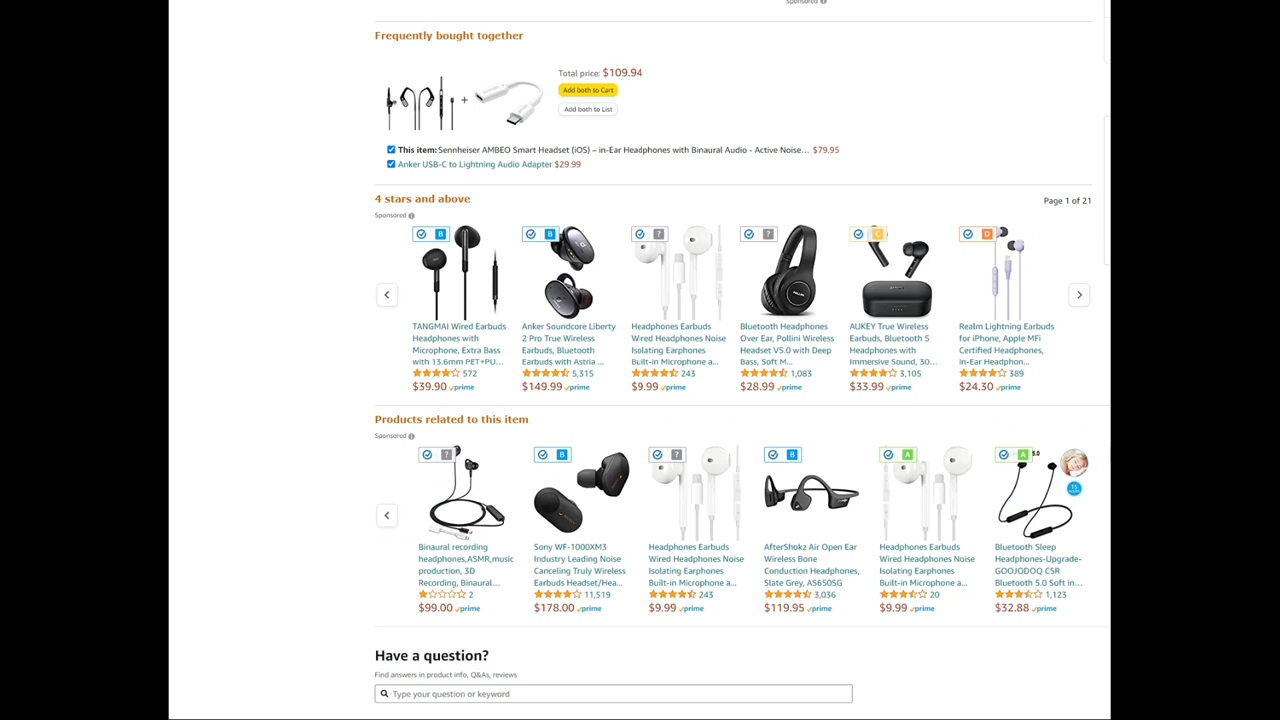 Sponsored
Frequently bought together
Total price: $109.94
Add both to Cart
+
Add both to List
This item: Sennheiser AMBEO Smart Headset (iOS) – in-Ear Headphones with Binaural Audio - Active Noise... $79.95
Anker USB-C to Lightning Audio Adapter $29.99
4 stars and above
Page 1 of 21
Sponsored
B
B
?
?
C
D
TANGMAI Wired Earbuds
Headphones with
Microphone, Extra Bass
with 13.6mm PET+PU...
572
$39.90 prime
Anker Soundcore Liberty
2 Pro True Wireless
Earbuds, Bluetooth
Earbuds with Astria ...
5,315
$149.99 prime
Headphones Earbuds
Wired Headphones Noise
Isolating Earphones
Built-in Microphone a...
243
$9.99 prime
Bluetooth Headphones
Over Ear, Pollini Wireless
Headset V5.0 with Deep
Bass, Soft M...
1,083
$28.99 prime
AUKEY True Wireless
Earbuds, Bluetooth 5
Headphones with
Immersive Sound, 30...
3,105
$33.99 prime
Realm Lightning Earbuds
for iPhone, Apple MFi
Certified Headphones,
in-Ear Headphon...
389
$24.30 prime
Products related to this item
Sponsored
?
B
?
B
A
A
5.0
15
Binaural recording
headphones,ASMR,music
production, 3D
Recording, Binaural...
2
$99.00 prime
Sony WF-1000XM3
Industry Leading Noise
Canceling Truly Wireless
Earbuds Headset/Hea...
11,519
$178.00 prime
Headphones Earbuds
Wired Headphones Noise
Isolating Earphones
Built-in Microphone a...
243
$9.99 prime
AfterShokz Air Open Ear
Wireless Bone
Conduction Headphones,
Slate Grey, AS650SG
3,036
$119.95 prime
Headphones Earbuds
Wired Headphones Noise
Isolating Earphones
Built-in Microphone a...
20
$9.99 prime
Bluetooth Sleep
Headphones-Upgrade-
GOOJODOQ CSR
Bluetooth 5.0 Soft in...
1,123
$32.88 prime
Have a question?
Find answers in product info, Q&As, reviews
Type your question or keyword